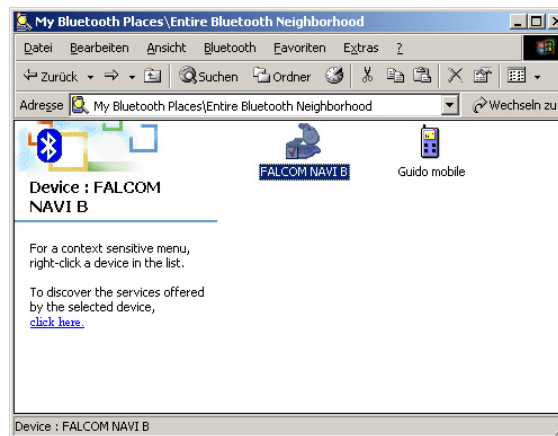 My Bluetooth Places\Entire Bluetooth Neighborhood
Datei Bearbeiten Ansicht Bluetooth Favoriten Extras ?
Zurück Suchen Ordner
Adresse My Bluetooth Places\Entire Bluetooth Neighborhood Wechseln zu
Device : FALCOM
NAVI B
For a context sensitive menu,
right-click a device in the list.
To discover the services offered
by the selected device,
click here.
FALCOM NAVI B Guido mobile
Device : FALCOM NAVI B